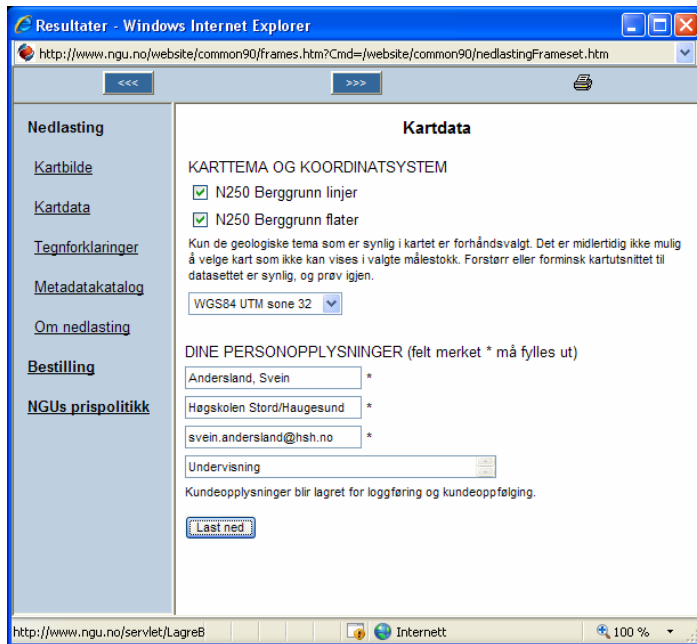 Resultater - Windows Internet Explorer
http://www.ngu.no/website/common90/frames.htm?Cmd=/website/common90/nedlastingFrameset.htm
<<<
>>>
Nedlasting
Kartbilde
Kartdata
Tegnforklaringer
Metadatakatalog
Om nedlasting
Bestilling
NGUs prispolitikk
Kartdata
KARTTEMA OG KOORDINATSYSTEM
N250 Berggrunn linjer
N250 Berggrunn flater
Kun de geologiske tema som er synlig i kartet er forhåndsvalgt. Det er midlertidig ikke mulig
å velge kart som ikke kan vises i valgte målestokk. Forstørr eller forminsk kartutsnittet til
datasettet er synlig, og prøv igjen.
WGS84 UTM sone 32
DINE PERSONOPPLYSNINGER (felt merket * må fylles ut)
Andersland, Svein *
Høgskolen Stord/Haugesund *
svein.andersland@hsh.no *
Undervisning
Kundeopplysninger blir lagret for loggføring og kundeoppfølging.
Last ned
http://www.ngu.no/servlet/LagreB
Internett
100 %